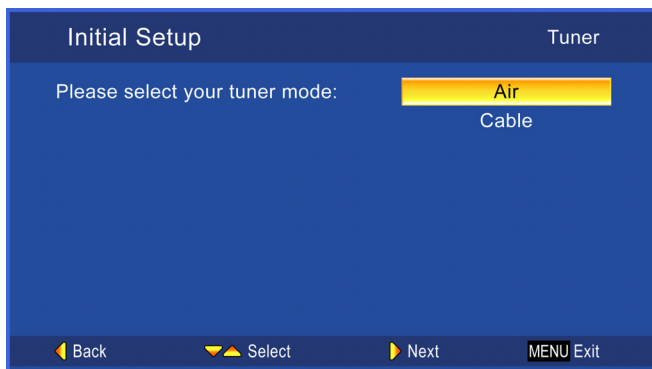 Initial Setup Tuner
Please select your tuner mode: Air
Cable
Back Select Next MENU Exit